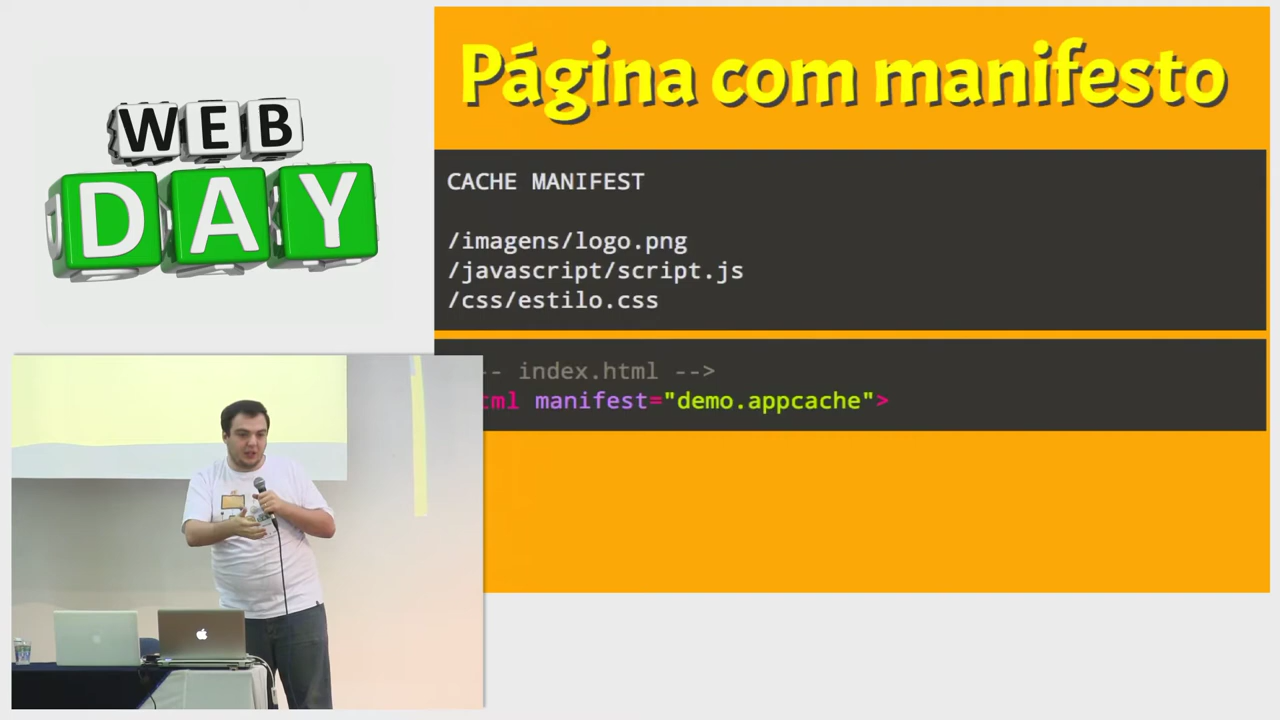 WEB
DAY
Página com manifesto
CACHE MANIFEST
/imagens/logo.png
/javascript/script.js
/css/estilo.css
-- index.html -->
tml manifest="demo.appcache">